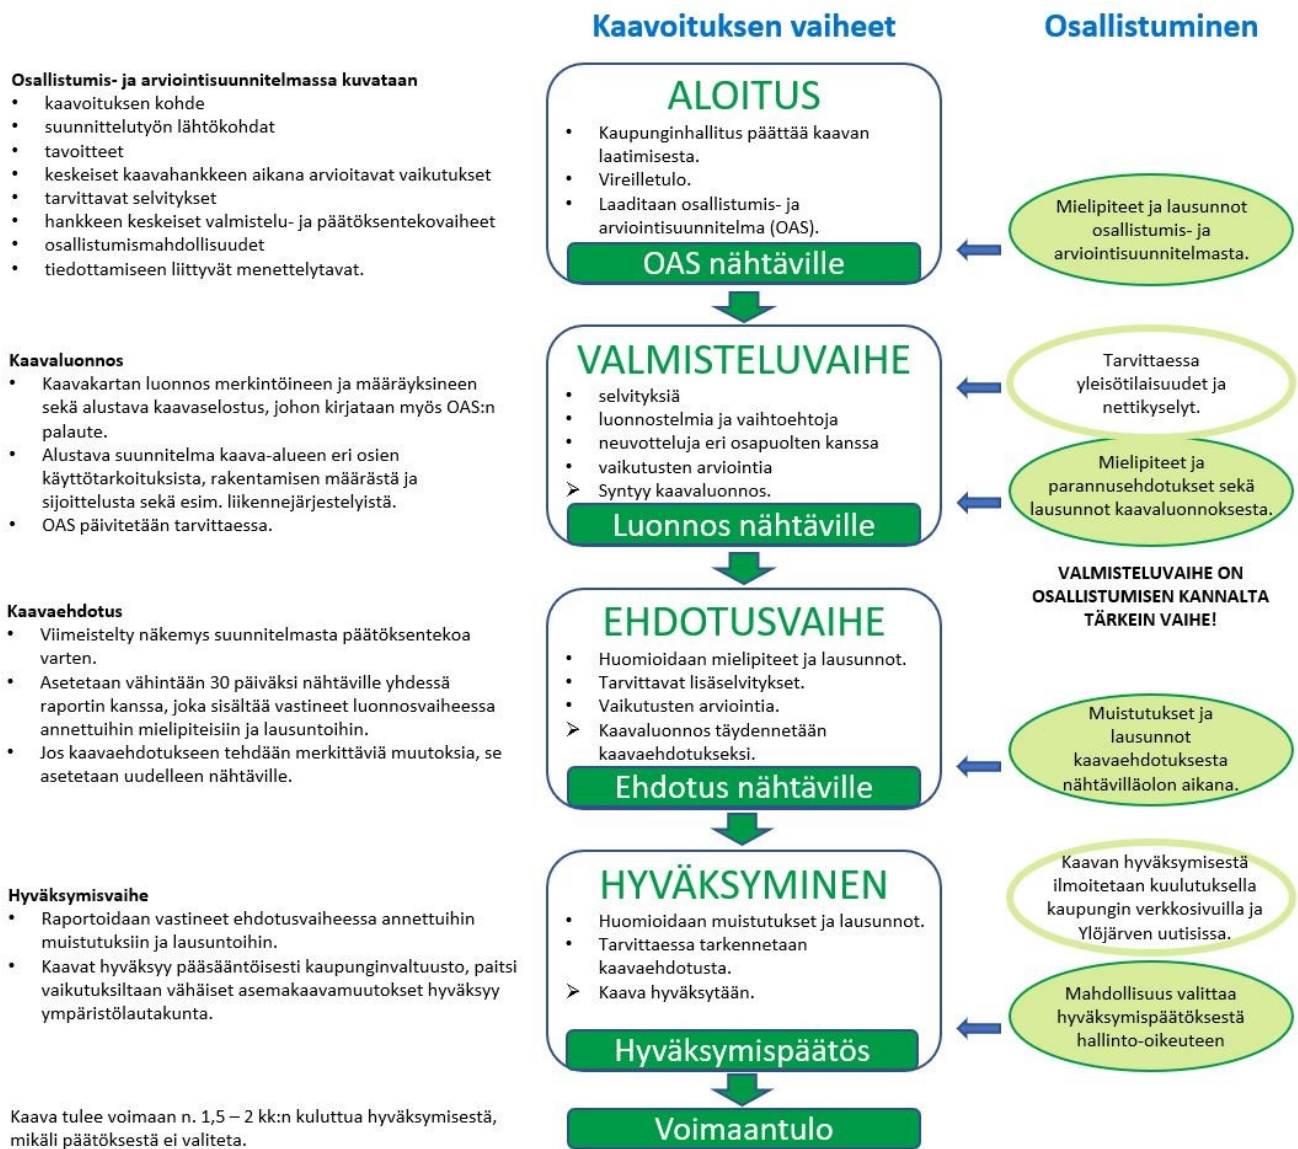 Kaavoituksen vaiheet
Osallistuminen
Osallistumis- ja arviointisuunnitelmassa kuvataan
• kaavoituksen kohde
• suunnittelutyön lähtökohdat
• tavoitteet
• keskeiset kaavahankkeen aikana arvioitavat vaikutukset
• tarvittavat selvitykset
• hankkeen keskeiset valmistelu- ja päätöksentekovaiheet
• osallistumismahdollisuudet
• tiedottamiseen liittyvät menettelytavat.
ALOITUS
• Kaupunginhallitus päättää kaavan
laatimisesta.
• Vireilletulo.
• Laaditaan osallistumis- ja
arviointisuunnitelma (OAS).
OAS nähtäville
Mielipiteet ja lausunnot
osallistumis- ja
arviointisuunnitelmasta.
Kaavaluonnos
• Kaavakartan luonnos merkintöineen ja määräyksineen
sekä alustava kaavaselostus, johon kirjataan myös OAS:n
palaute.
• Alustava suunnitelma kaava-alueen eri osien
käyttötarkoituksista, rakentamisen määrästä ja
sijoittelusta sekä esim. liikennejärjestelyistä.
• OAS päivitetään tarvittaessa.
VALMISTELUVAIHE
• selvityksiä
• luonnostelmia ja vaihtoehtoja
• neuvotteluja eri osapuolten kanssa
• vaikutusten arviointia
➢ Syntyy kaavaluonnos.
Luonnos nähtäville
Tarvittaessa
yleisötilaisuudet ja
nettikyselyt.
Mielipiteet ja
parannusehdotukset sekä
lausunnot kaavaluonnoksesta.
VALMISTELUVAIHE ON
OSALLISTUMISEN KANNALTA
TÄRKEIN VAIHE!
Kaavaehdotus
• Viimeistelty näkemys suunnitelmasta päätöksentekoa
varten.
• Asetetaan vähintään 30 päiväksi nähtäville yhdessä
raportin kanssa, joka sisältää vastineet luonnosvaiheessa
annettuihin mielipiteisiin ja lausuntoihin.
• Jos kaavaehdotukseen tehdään merkittäviä muutoksia, se
asetetaan uudelleen nähtäville.
EHDOTUSVAIHE
• Huomioidaan mielipiteet ja lausunnot.
• Tarvittavat lisäselvitykset.
• Vaikutusten arviointia.
➢ Kaavaluonnos täydennetään
kaavaehdotukseksi.
Ehdotus nähtäville
Muistutukset ja
lausunnot
kaavaehdotuksesta
nähtävilläolon aikana.
Hyväksymisvaihe
• Raportoidaan vastineet ehdotusvaiheessa annettuihin
muistutuksiin ja lausuntoihin.
• Kaavat hyväksyy pääsääntöisesti kaupunginvaltuusto, paitsi
vaikutuksiltaan vähäiset asemakaavamuutokset hyväksyy
ympäristölautakunta.
HYVÄKSYMINEN
• Huomioidaan muistutukset ja lausunnot.
• Tarvittaessa tarkennetaan
kaavaehdotusta.
➢ Kaava hyväksytään.
Hyväksymispäätös
Kaavan hyväksymisestä
ilmoitetaan kuulutuksella
kaupungin verkkosivuilla ja
Ylöjärven uutisissa.
Mahdollisuus valittaa
hyväksymispäätöksestä
hallinto-oikeuteen
Kaava tulee voimaan n. 1,5 – 2 kk:n kuluttua hyväksymisestä,
mikäli päätöksestä ei valiteta.
Voimaantulo